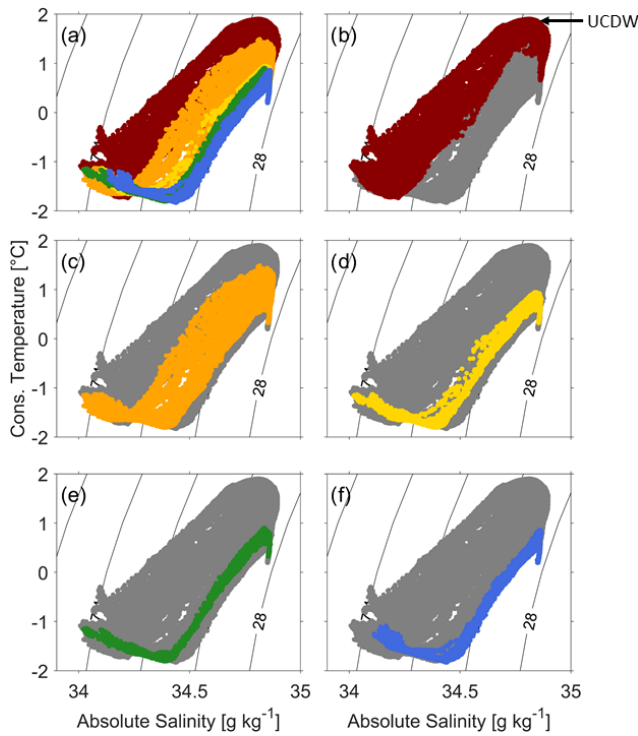 2
(a)
(b)
UCDW
1
0
-1
28
28
-2
2
(c)
(d)
1
0
-1
28
28
-2
2
(e)
(f)
1
0
-1
28
28
-2
34
34.5
35
34
34.5
35
Cons. Temperature [°C]
Absolute Salinity [g kg-1]
Absolute Salinity [g kg-1]